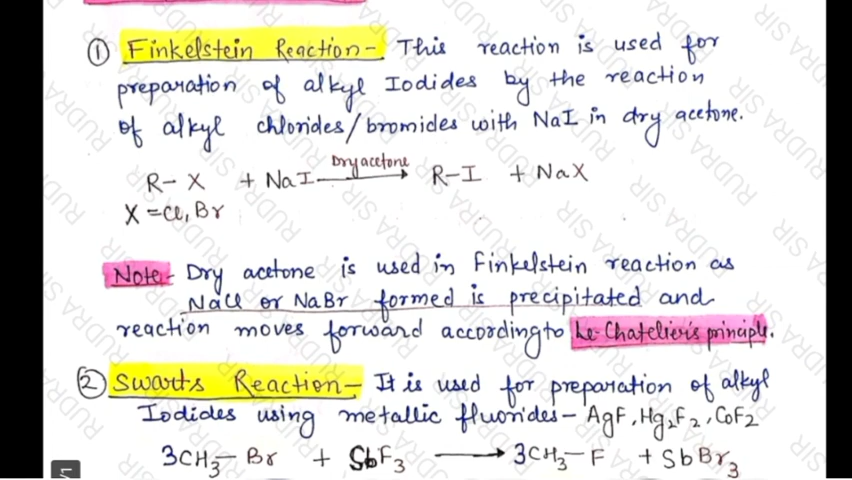 ① Finkelstein Reaction - This reaction is used for
preparation of alkyl Iodides by the reaction
of alkyl chlorides/bromides with NaI in dry acetone.
R-X + NaI —Dry acetone→ R-I + NaX
X = Cl, Br
Note - Dry acetone is used in Finkelstein reaction as
NaCl or NaBr formed is precipitated and
reaction moves forward according to Le-Chatelier's principle.
② Swarts Reaction - It is used for preparation of alkyl
Iodides using metallic fluorides - AgF, Hg₂F₂, CoF₂
3CH₃-Br + SbF₃ ⟶ 3CH₃-F + SbBr₃
RUDRA SIR